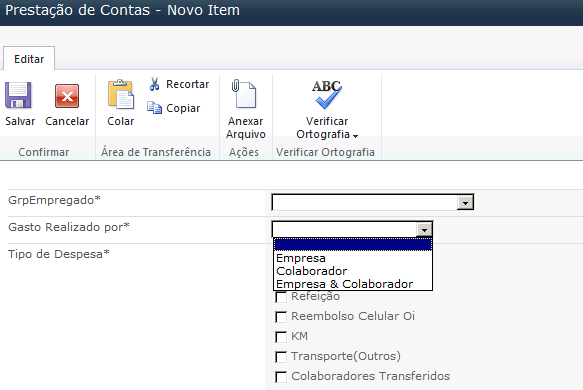 Prestação de Contas - Novo Item
Editar
Salvar
Cancelar
Colar
Recortar
Copiar
Anexar
Arquivo
ABC
Verificar
Ortografia
Confirmar
Área de Transferência
Ações
Verificar Ortografia
GrpEmpregado*
Gasto Realizado por*
Empresa
Colaborador
Empresa & Colaborador
Tipo de Despesa*
Refeição
Reembolso Celular Oi
KM
Transporte(Outros)
Colaboradores Transferidos